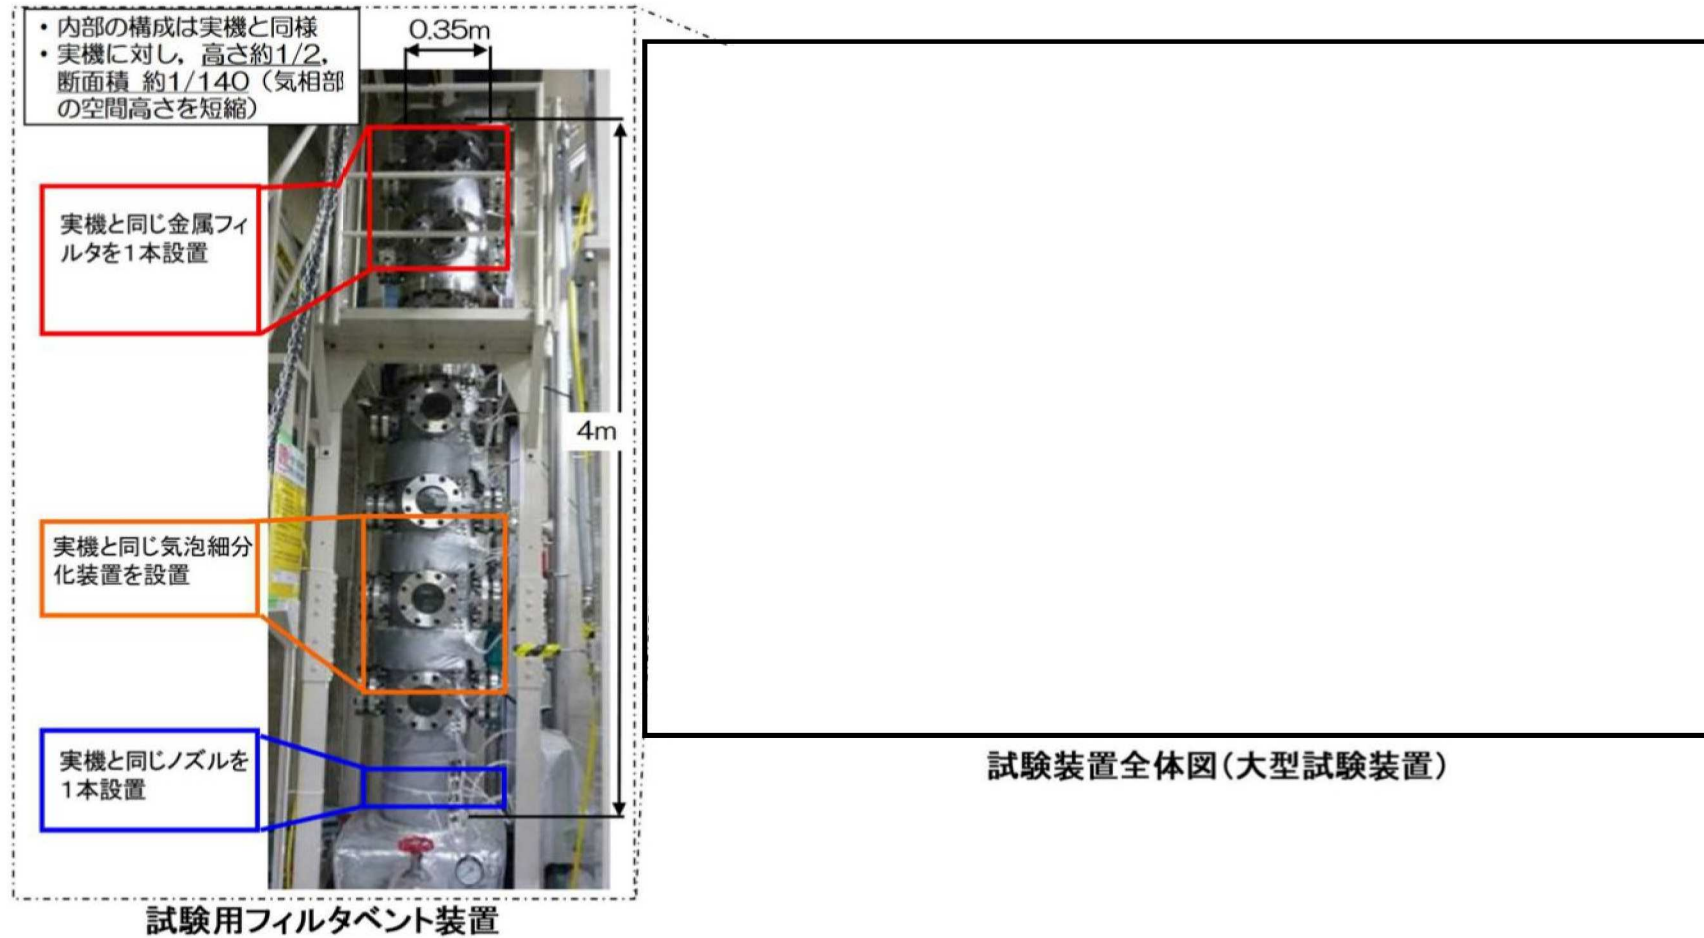 ・内部の構成は実機と同様
・実機に対し，高さ約1/2，
断面積 約1/140（気相部
の空間高さを短縮）
0.35m
実機と同じ金属フィ
ルタを１本設置
4m
実機と同じ気泡細分
化装置を設置
実機と同じノズルを
１本設置
試験用フィルタベント装置
試験装置全体図（大型試験装置）